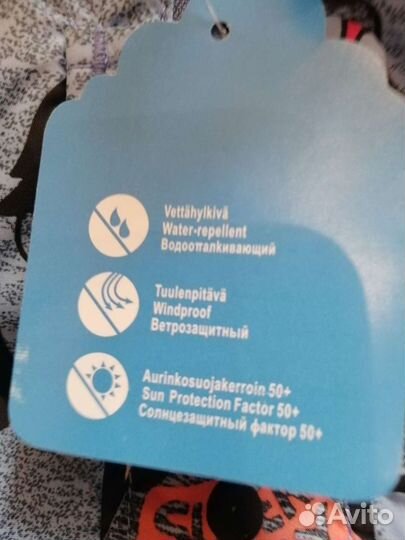 Vettähylkivä
Water-repellent
Водоотталкивающий
Tuulenpitävä
Windproof
Ветрозащитный
Aurinkosuojakerroin 50+
Sun Protection Factor 50+
Солнцезащитный фактор 50+
Avito